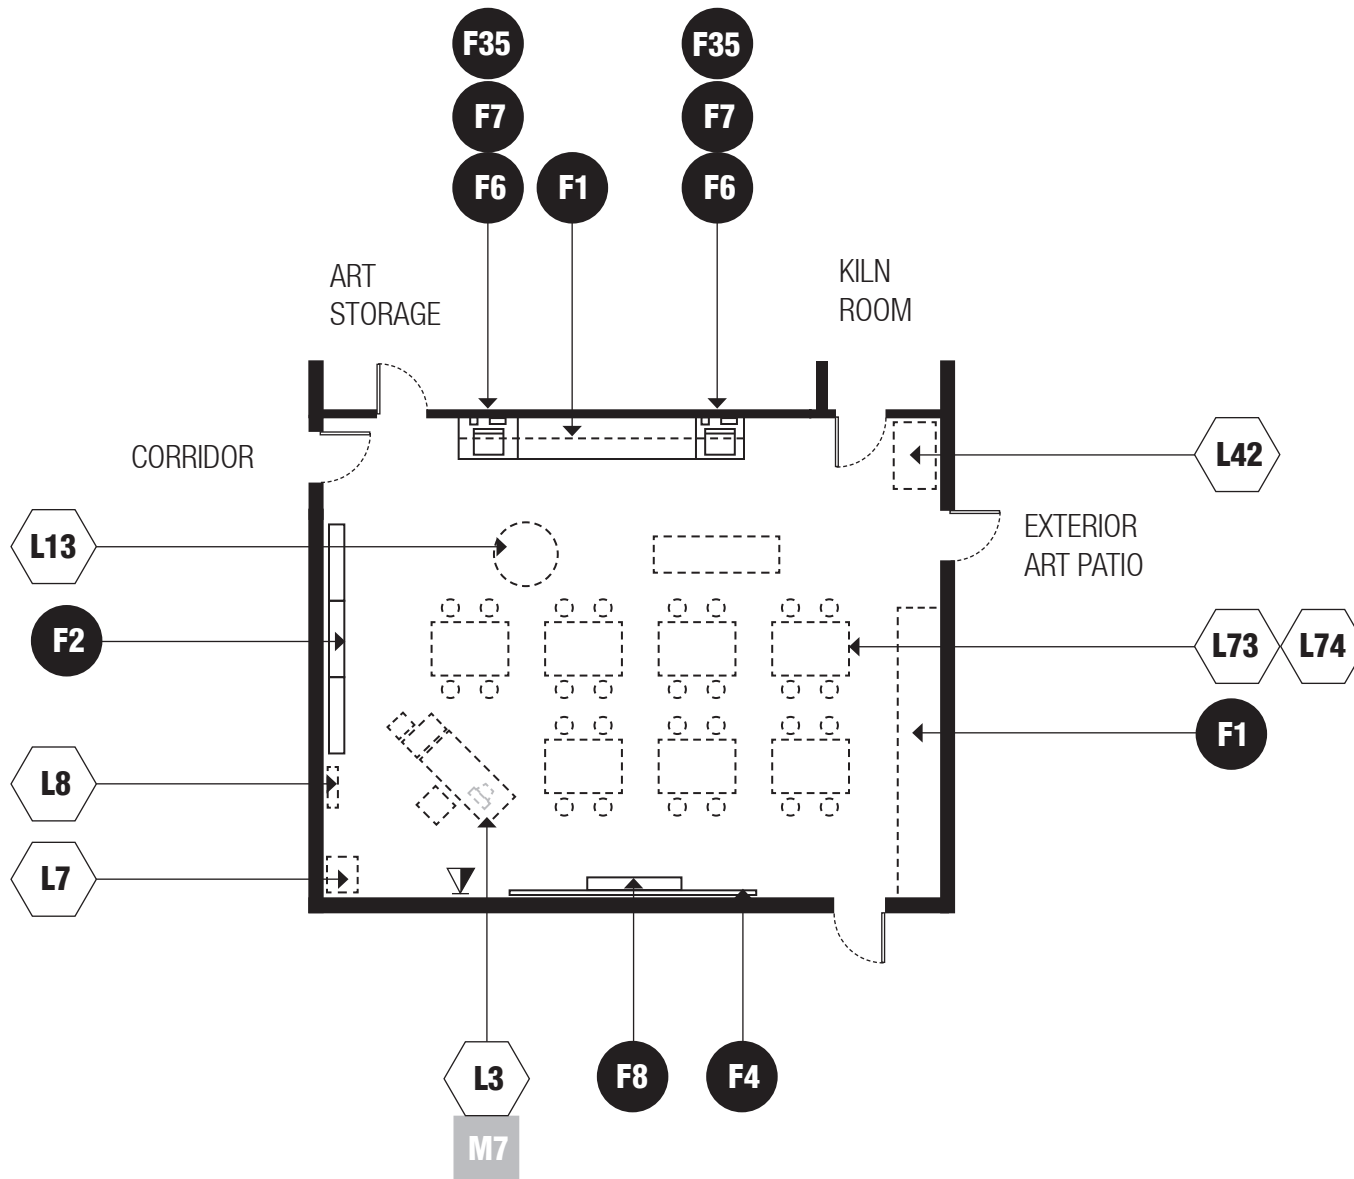 F35
F35
F7
F7
F6
F1
F6
ART
STORAGE
KILN
ROOM
CORRIDOR
L42
EXTERIOR
ART PATIO
L13
F2
L73
L74
F1
L8
L7
L3
F8
F4
M7